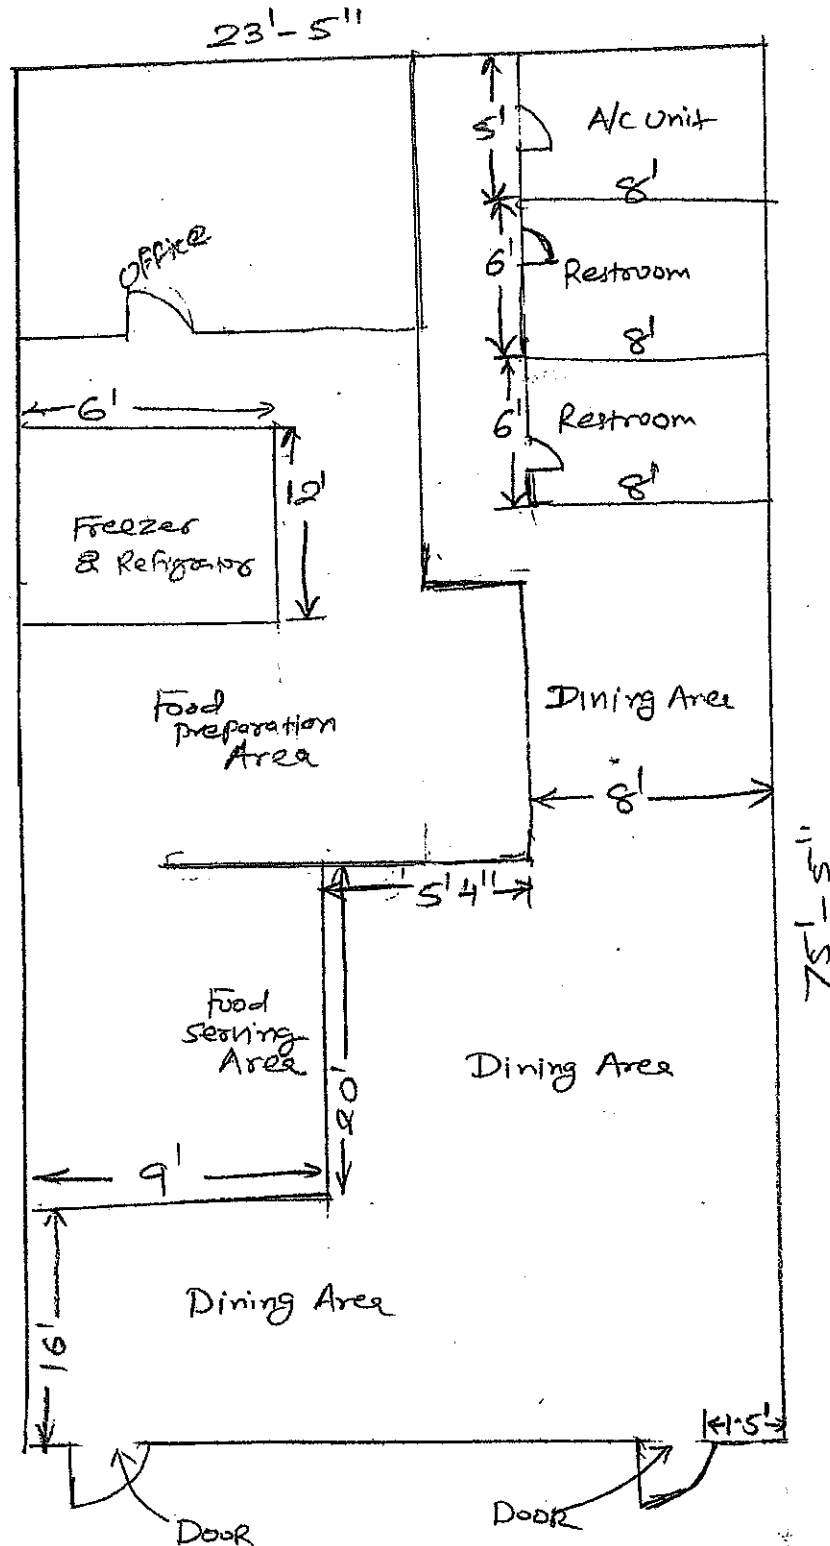 23'-5"
5'
A/C Unit
8'
Office
6'
Restroom
8'
6'
6'
Restroom
12'
8'
Freezer
& Refigrator
Food
preparation
Area
Dining Area
8'
75'-5"
5'4"
Food
Serving
Area
Dining Area
20'
9'
Dining Area
16'
1.5'
Door
Door